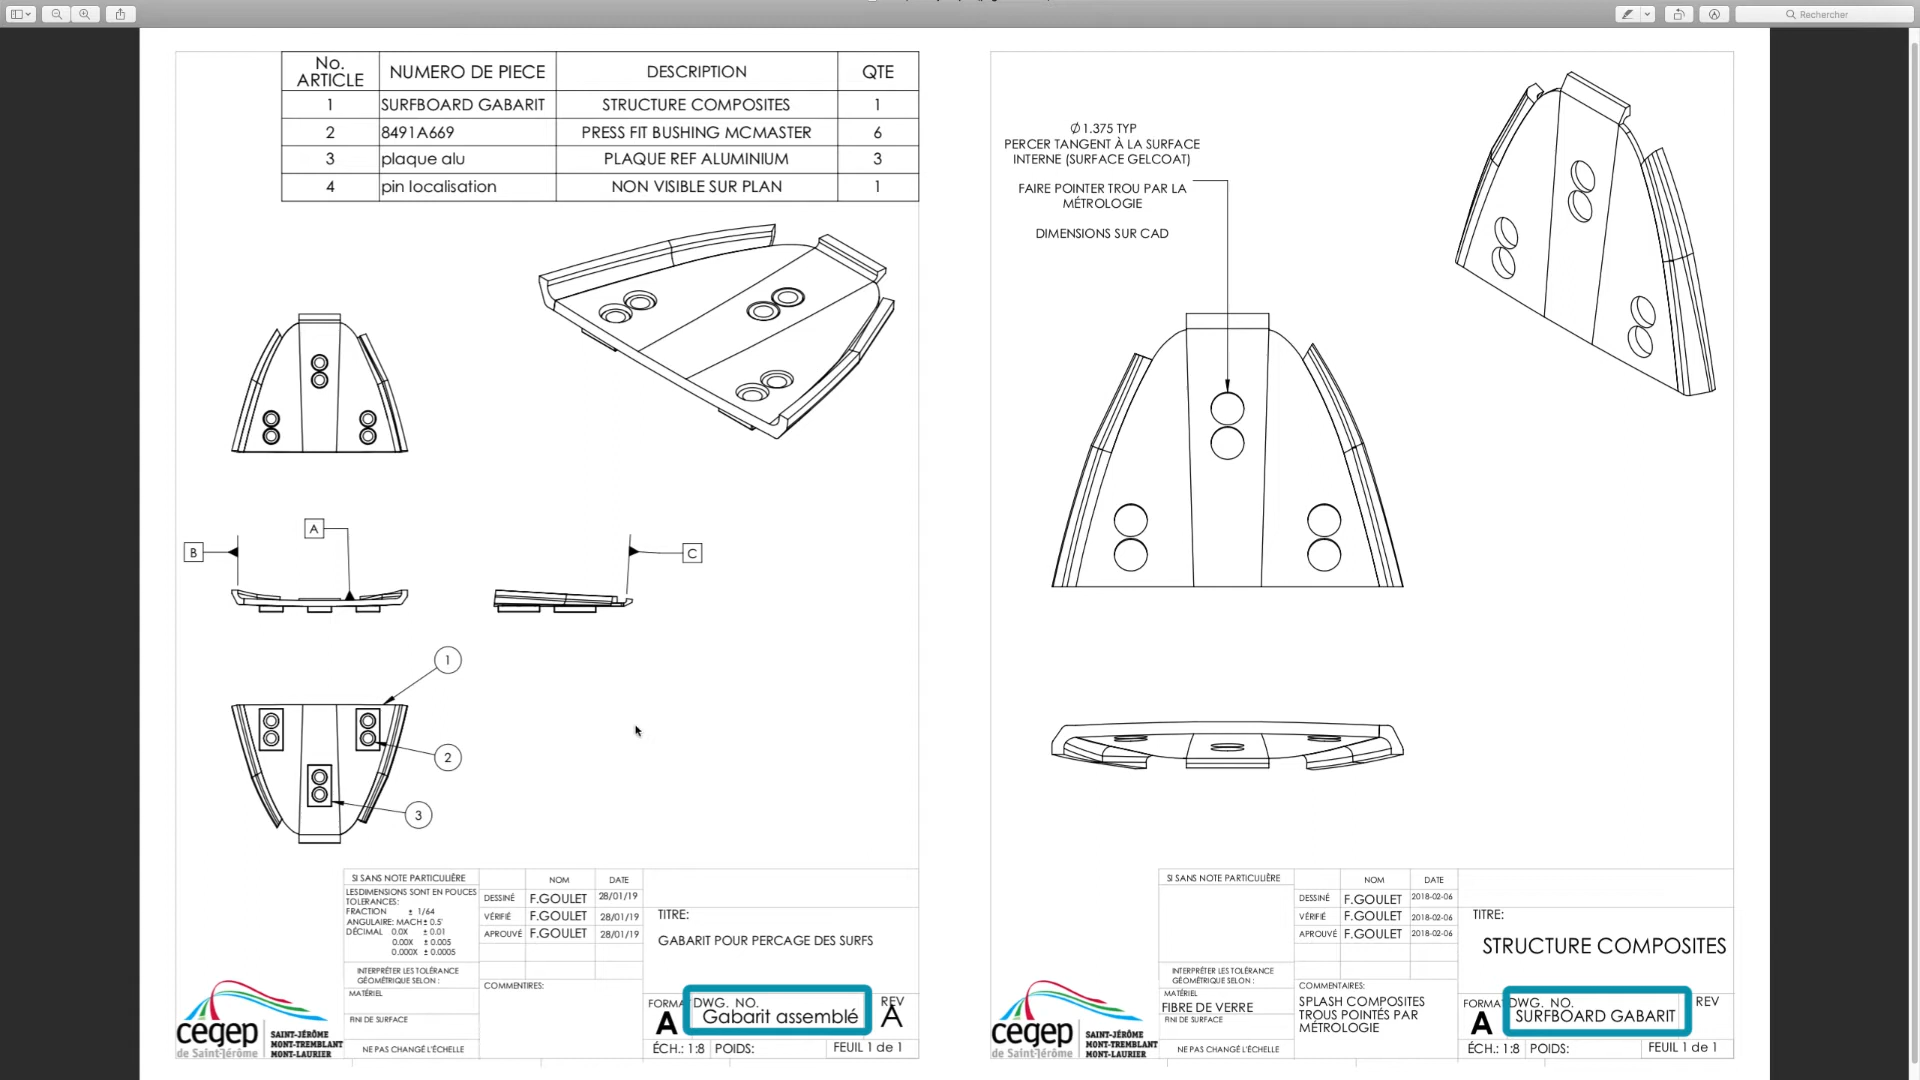 Rechercher
No. ARTICLE NUMERO DE PIECE DESCRIPTION QTE
1 SURFBOARD GABARIT STRUCTURE COMPOSITES 1
2 8491A669 PRESS FIT BUSHING MCMASTER 6
3 plaque alu PLAQUE REF ALUMINIUM 3
4 pin localisation NON VISIBLE SUR PLAN 1
A
B
C
1
2
3
SI SANS NOTE PARTICULIÈRE
LES DIMENSIONS SONT EN POUCES
TOLERANCES:
FRACTION ± 1/64
ANGULAIRE: MACH ± 0.5'
DÉCIMAL 0.0X ± 0.01
0.00X ± 0.005
0.000X ± 0.0005
INTERPRÉTER LES TOLÉRANCE
GÉOMÉTRIQUE SELON :
MATÉRIEL
FINI DE SURFACE
NE PAS CHANGÉ L'ÉCHELLE
NOM DATE
DESSINÉ F.GOULET 28/01/19
VÉRIFIÉ F.GOULET 28/01/19
APROUVÉ F.GOULET 28/01/19
COMMENTIRES:
TITRE:
GABARIT POUR PERCAGE DES SURFS
FORMAT DWG. NO. REV
A Gabarit assemblé A
ÉCH.: 1:8 POIDS: FEUIL 1 de 1
cégep
de Saint-Jérôme
SAINT-JÉRÔME
MONT-TREMBLANT
MONT-LAURIER
Ø 1.375 TYP
PERCER TANGENT À LA SURFACE
INTERNE (SURFACE GELCOAT)
FAIRE POINTER TROU PAR LA
MÉTROLOGIE
DIMENSIONS SUR CAD
SI SANS NOTE PARTICULIÈRE
INTERPRÉTER LES TOLÉRANCE
GÉOMÉTRIQUE SELON :
MATÉRIEL
FIBRE DE VERRE
FINI DE SURFACE
NE PAS CHANGÉ L'ÉCHELLE
NOM DATE
DESSINÉ F.GOULET 2018-02-06
VÉRIFIÉ F.GOULET 2018-02-06
APROUVÉ F.GOULET 2018-02-06
COMMENTAIRES:
SPLASH COMPOSITES
TROUS POINTÉS PAR
MÉTROLOGIE
TITRE:
STRUCTURE COMPOSITES
FORMAT DWG. NO. REV
A SURFBOARD GABARIT
ÉCH.: 1:8 POIDS: FEUIL 1 de 1
cégep
de Saint-Jérôme
SAINT-JÉRÔME
MONT-TREMBLANT
MONT-LAURIER